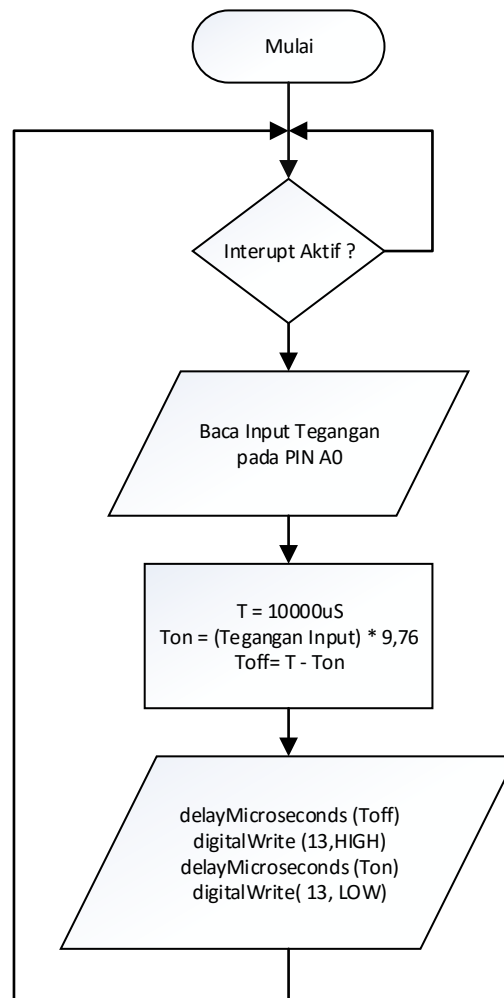 Mulai
Interupt Aktif ?
Baca Input Tegangan
pada PIN A0
T = 10000uS
Ton = (Tegangan Input) * 9,76
Toff= T - Ton
delayMicroseconds (Toff)
digitalWrite (13,HIGH)
delayMicroseconds (Ton)
digitalWrite( 13, LOW)